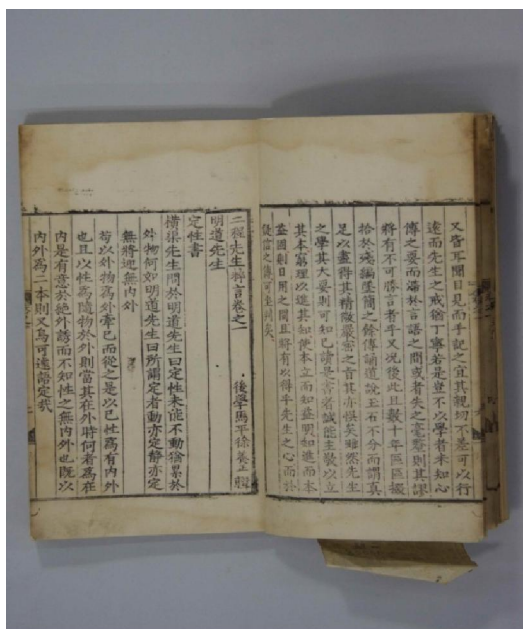 又皆耳聞目見而手記之宜其親切不差可以行
遠而先生之戒猶丁寧若是豈不以學者未知心
傳之要而滯於言語之間或者失之毫釐則其謬
將有不可勝言者乎又況後此且數十年區區掇
拾於殘編墜簡之餘傳誦道說玉石不分而謂真
足以盡得其精微嚴密之旨其亦悮矣雖然先生
之學其大要則可知已讀是書者誠能主敬以立
其本窮理以進其知使本立而知益明知進而本
益固則日用之間且將有以得乎先生之心而於
疑信之傳可坐判矣
二程先生粹言卷之一
後學馬平徐養正
明道先生
定性書
橫渠先生問於明道先生曰定性未能不動猶累於
外物何如明道先生曰所謂定者動亦定靜亦定
無將迎無內外
苟以外物爲外牽己而從之是以己性爲有內外
也且以性爲隨物於外則當其在外時何者爲在
內是有意於絕外誘而不知性之無內外也既以
內外爲二本則又烏可遽語定哉